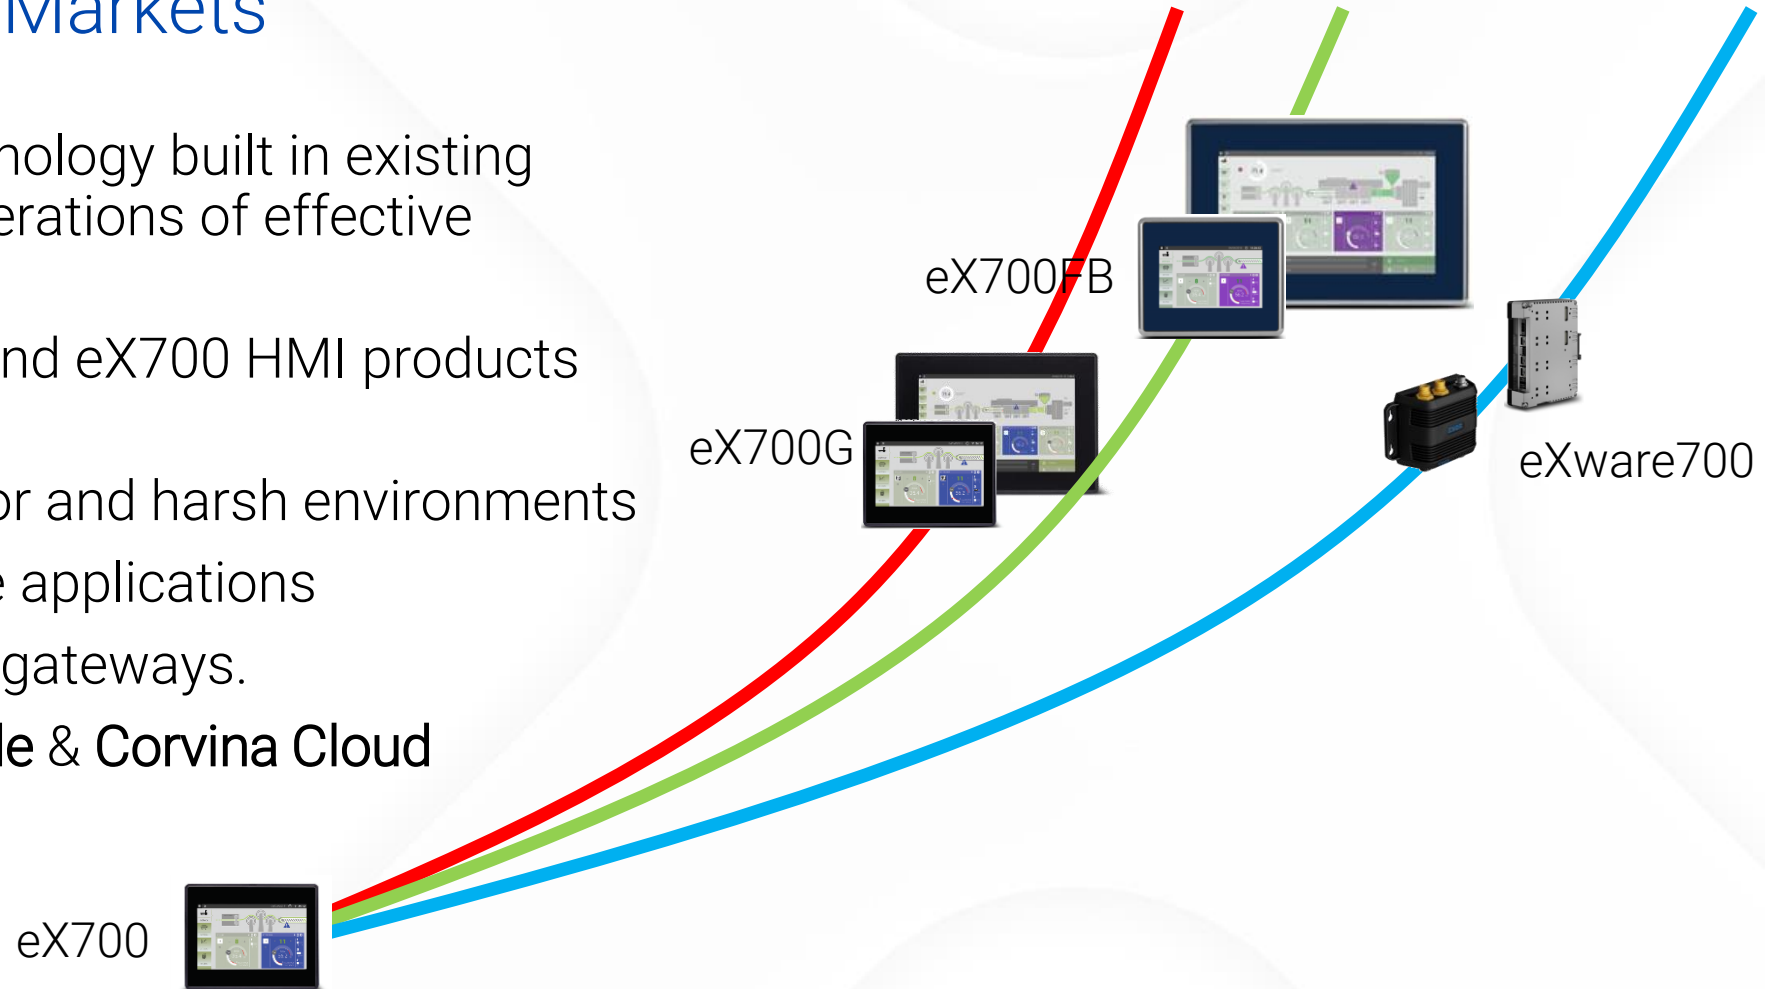 Markets
nology built in existing
erations of effective
nd eX700 HMI products
or and harsh environments
e applications
gateways.
le & Corvina Cloud
eX700FB
eX700G
eXware700
eX700